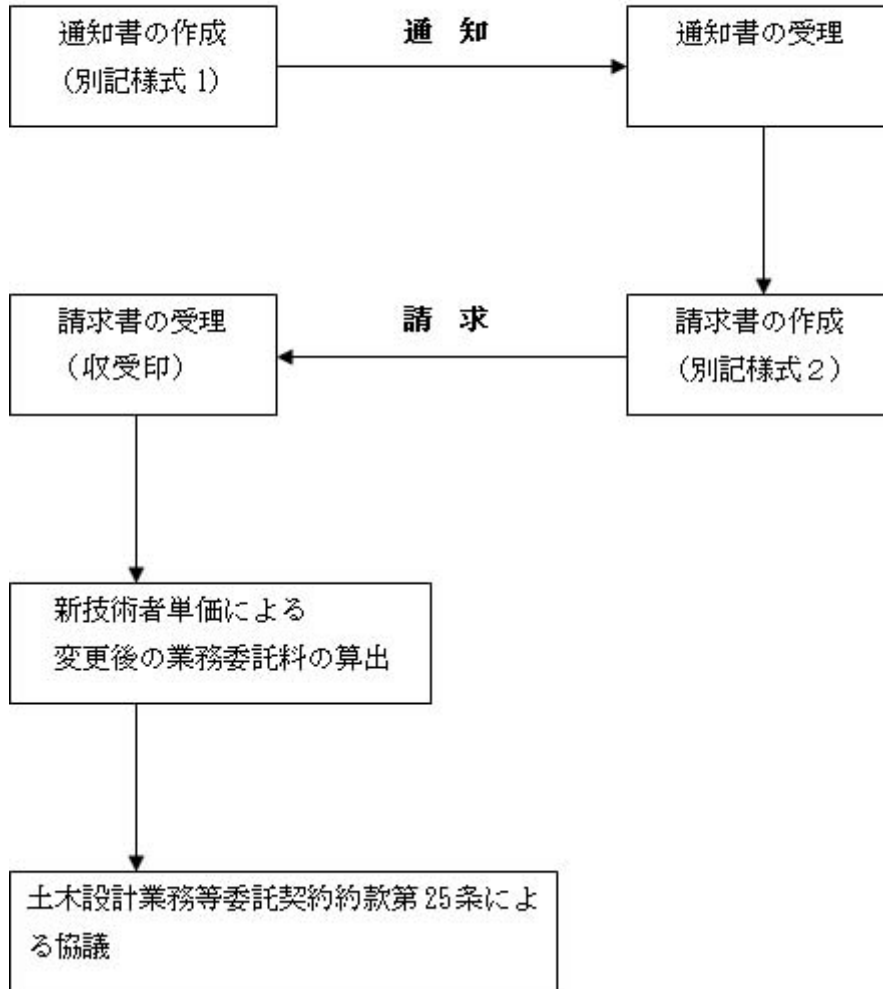 通知書の作成
(別記様式1)
通 知
通知書の受理
請求書の受理
(収受印)
請 求
請求書の作成
(別記様式2)
新技術者単価による
変更後の業務委託料の算出
土木設計業務等委託契約約款第25条によ
る協議